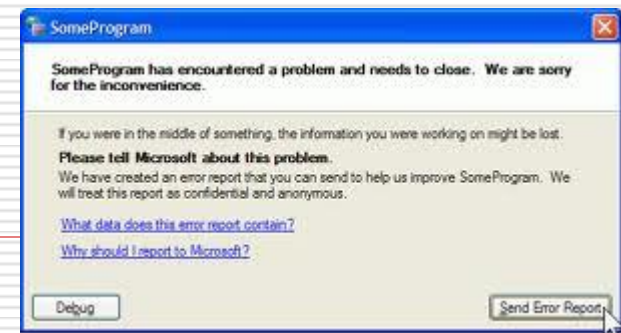 SomeProgram
SomeProgram has encountered a problem and needs to close. We are sorry
for the inconvenience.
If you were in the middle of something, the information you were working on might be lost.
Please tell Microsoft about this problem.
We have created an error report that you can send to help us improve SomeProgram. We
will treat this report as confidential and anonymous.
What data does this error report contain?
Why should I report to Microsoft?
Debug
Send Error Report